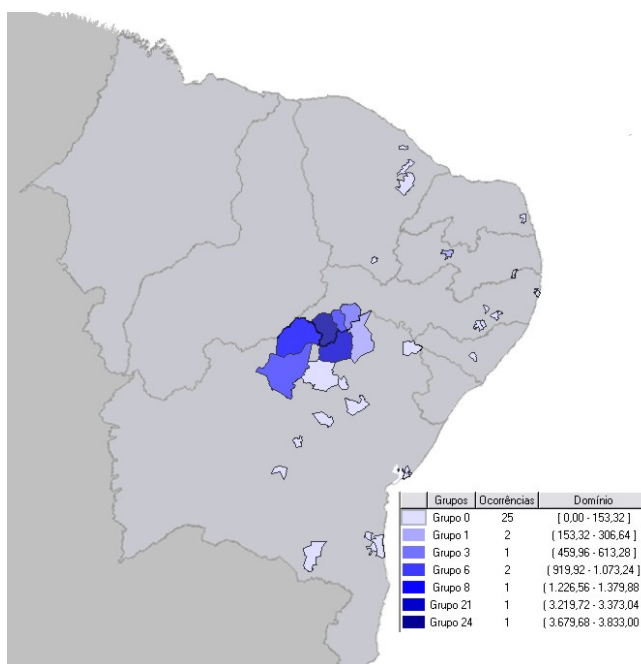 Grupos Ocorrências Domínio
Grupo 0 25 [ 0,00 - 153,32 ]
Grupo 1 2 ( 153,32 - 306,64 ]
Grupo 3 1 ( 459,96 - 613,28 ]
Grupo 6 2 ( 919,92 - 1.073,24 ]
Grupo 8 1 ( 1.226,56 - 1.379,88
Grupo 21 1 ( 3.219,72 - 3.373,04
Grupo 24 1 ( 3.679,68 - 3.833,00